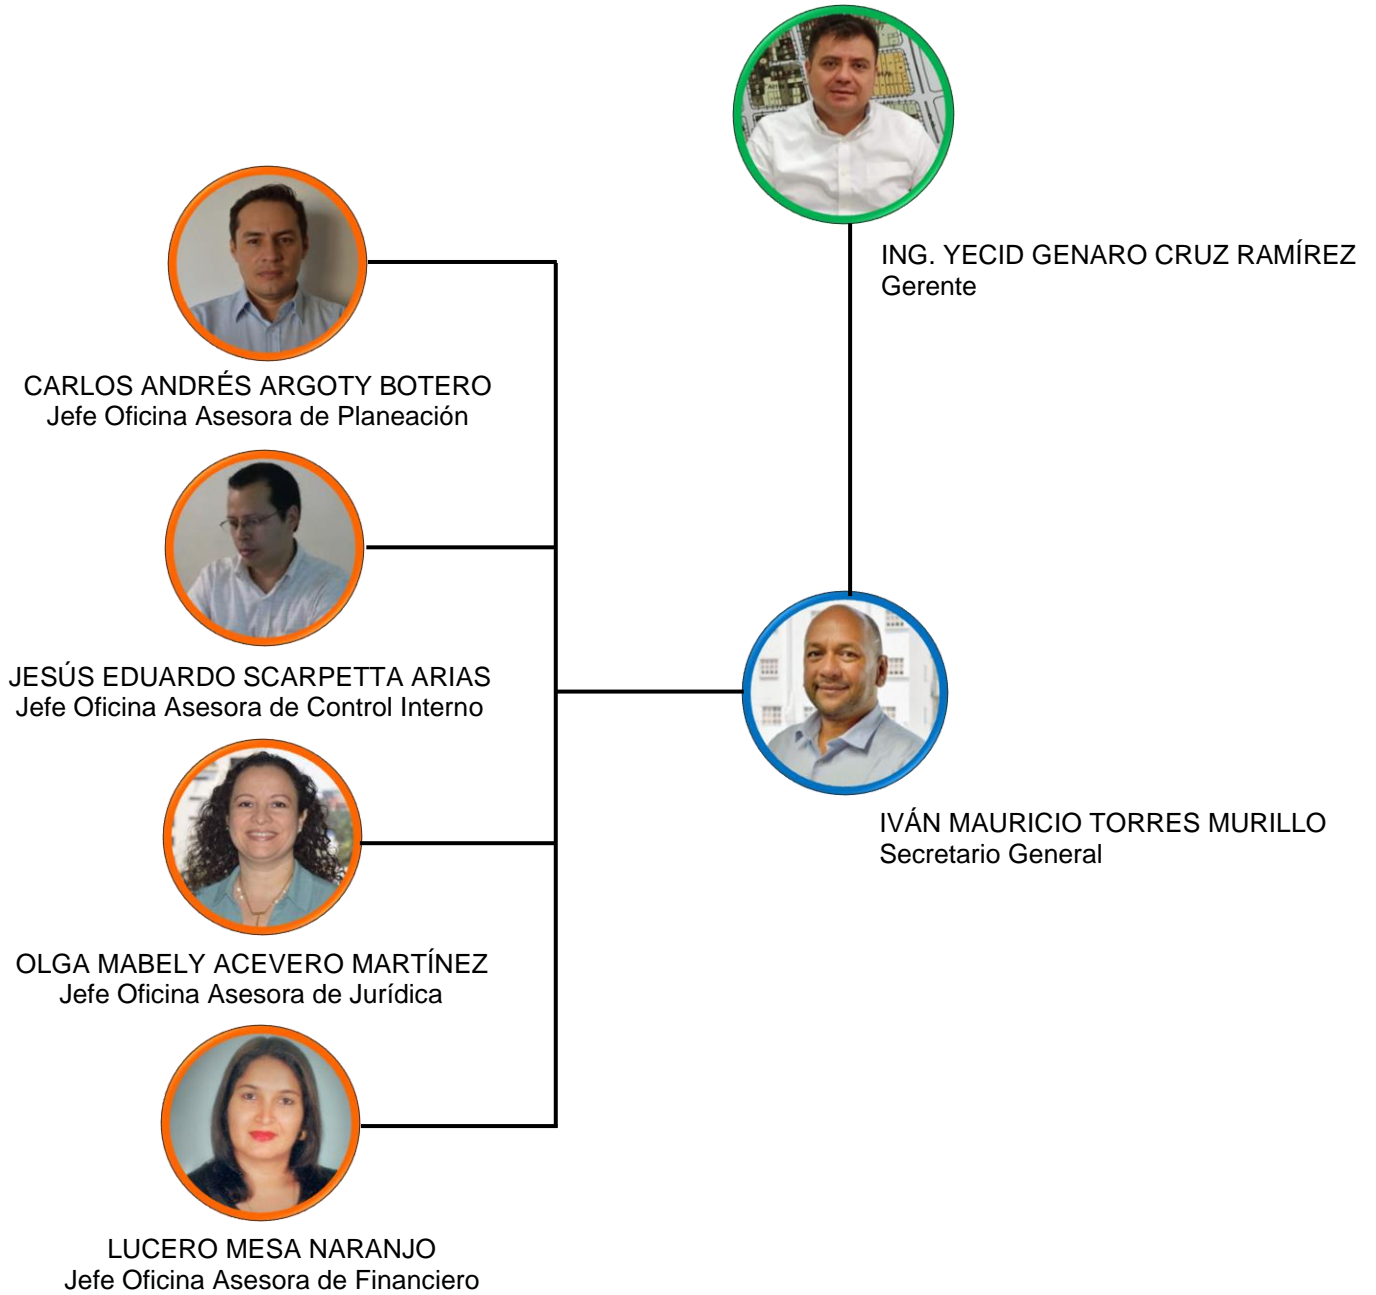 ING. YECID GENARO CRUZ RAMÍREZ
Gerente
CARLOS ANDRÉS ARGOTY BOTERO
Jefe Oficina Asesora de Planeación
JESÚS EDUARDO SCARPETTA ARIAS
Jefe Oficina Asesora de Control Interno
IVÁN MAURICIO TORRES MURILLO
Secretario General
OLGA MABELY ACEVERO MARTÍNEZ
Jefe Oficina Asesora de Jurídica
LUCERO MESA NARANJO
Jefe Oficina Asesora de Financiero